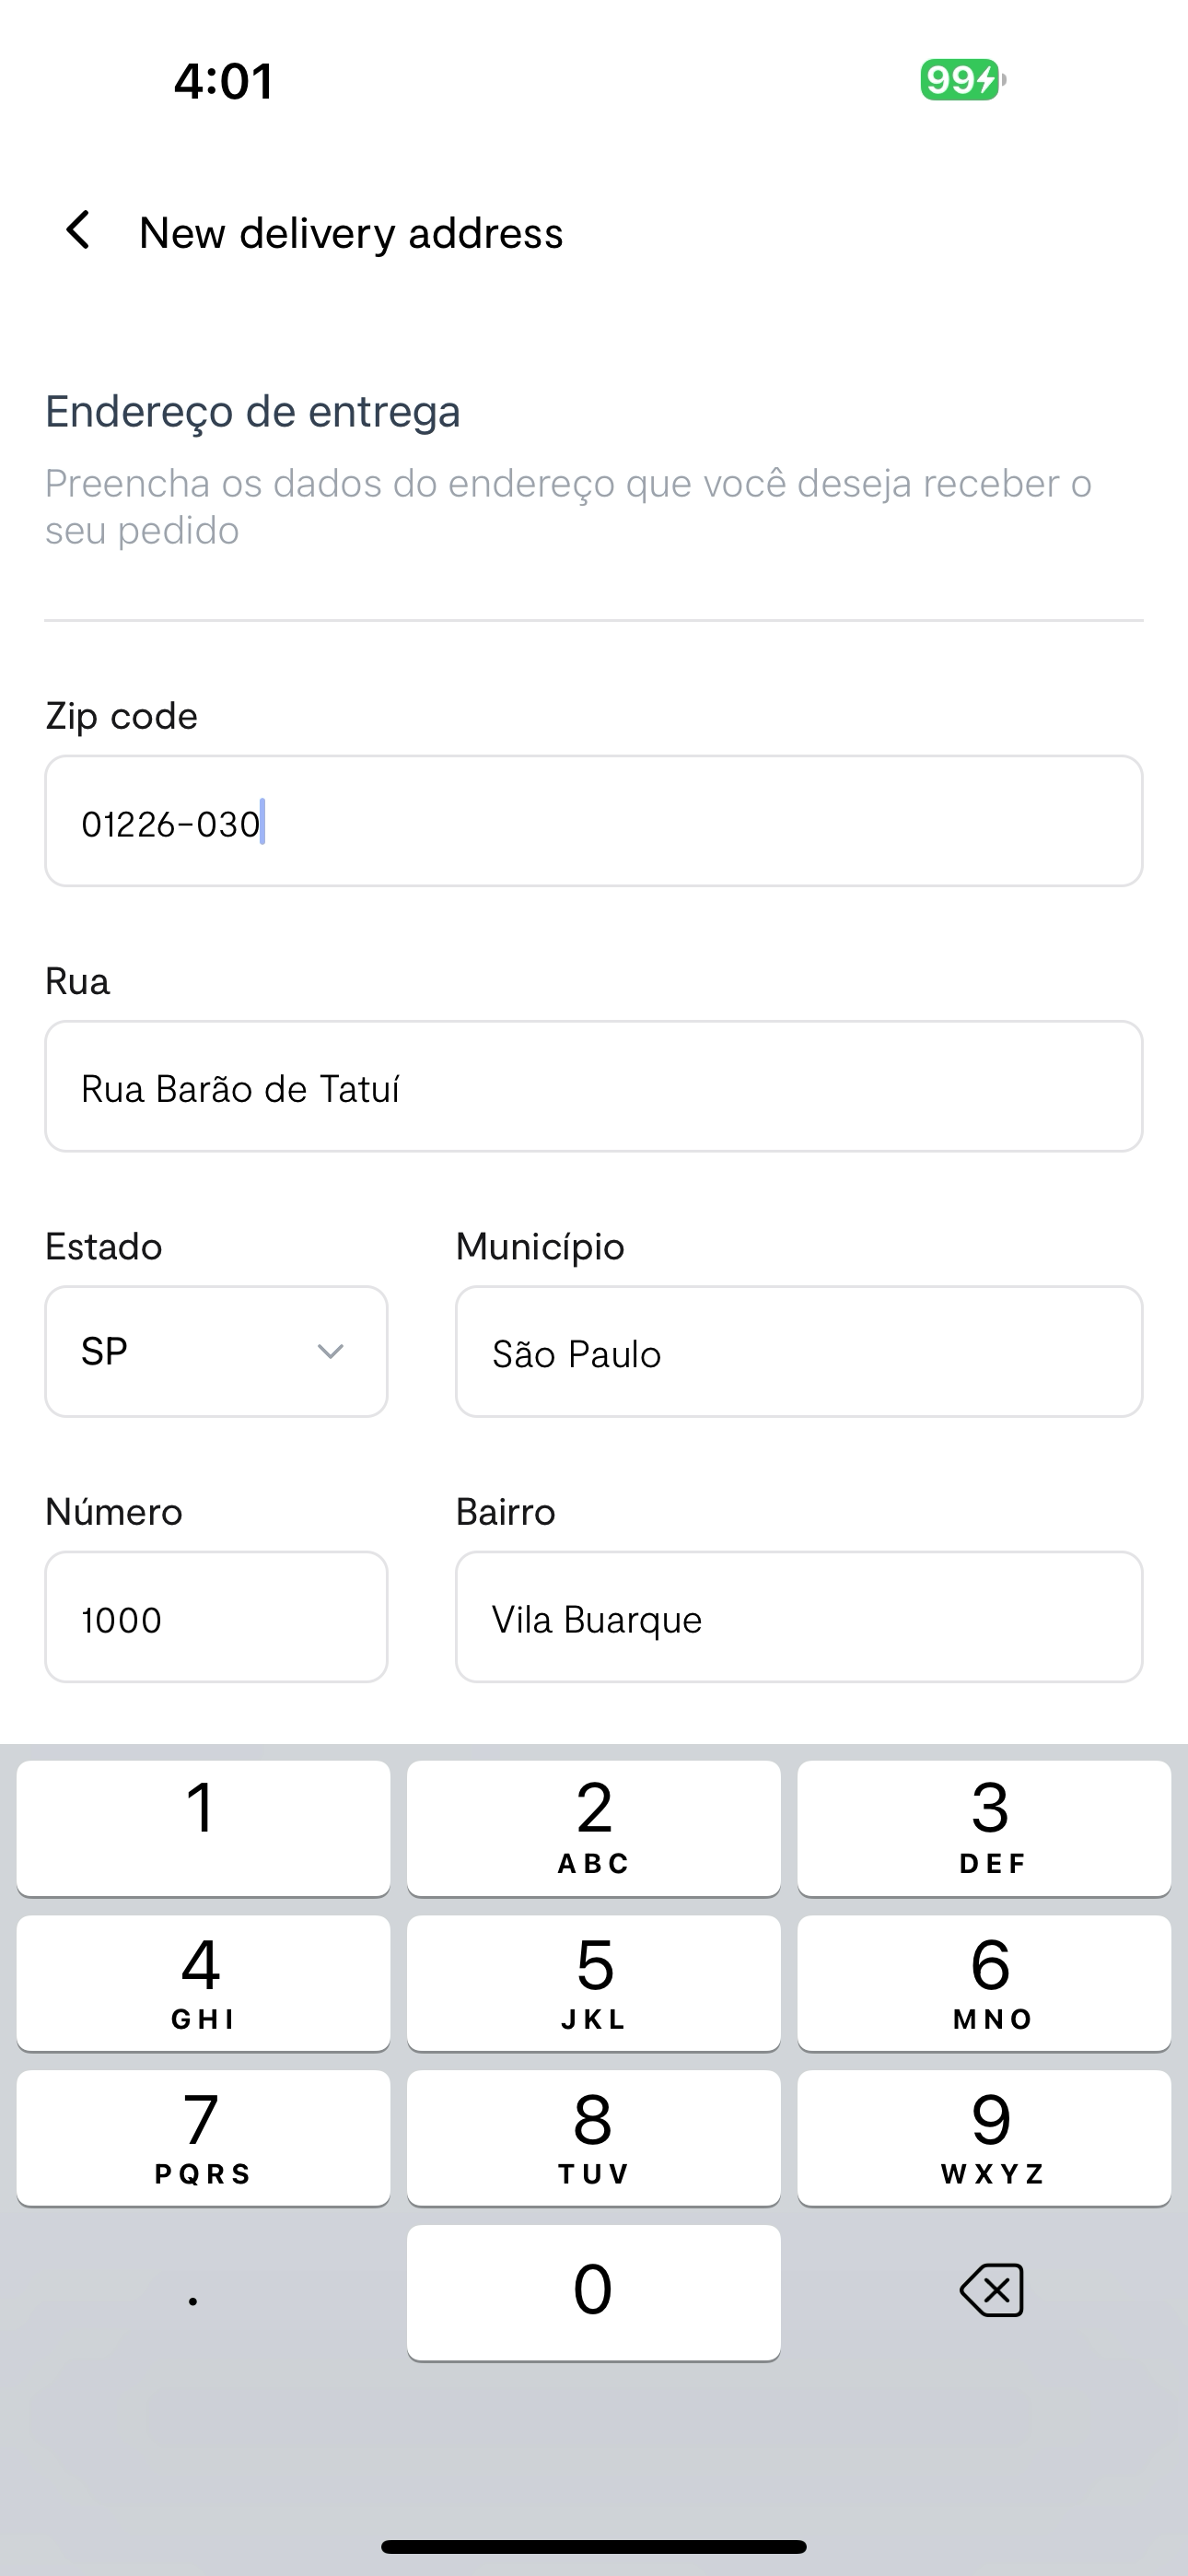 4:01
99
New delivery address
Endereço de entrega
Preencha os dados do endereço que você deseja receber o
seu pedido
Zip code
01226-030
Rua
Rua Barão de Tatuí
Estado
Município
SP
São Paulo
Número
Bairro
1000
Vila Buarque
1
2
3
ABC
DEF
4
5
6
GHI
JKL
MNO
7
8
9
PQRS
TUV
WXYZ
.
0